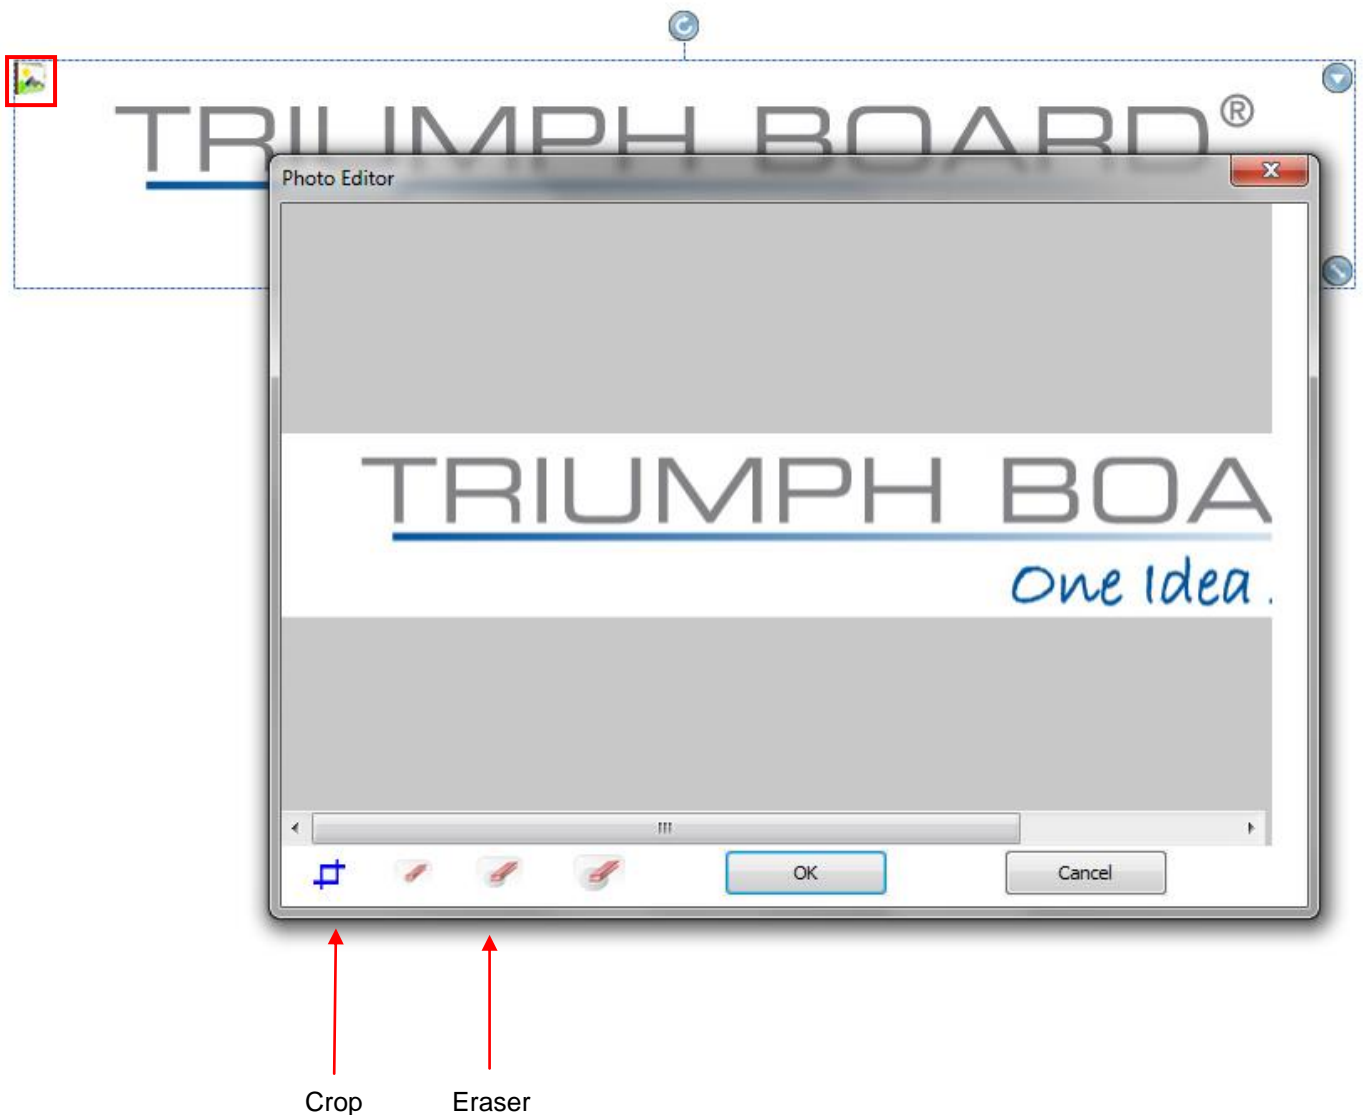 TRIUMPH BOARD®
Photo Editor
X
TRIUMPH BOA
One Idea .
OK Cancel
Crop Eraser